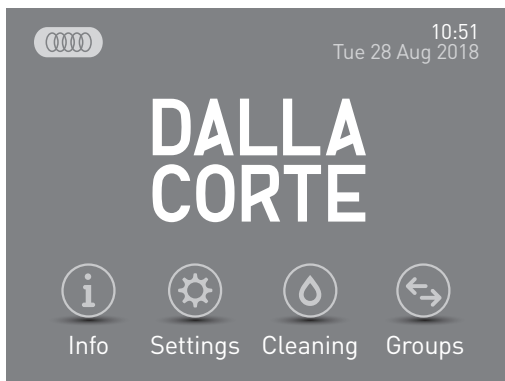 10:51
Tue 28 Aug 2018
DALLA
CORTE
Info
Settings
Cleaning
Groups